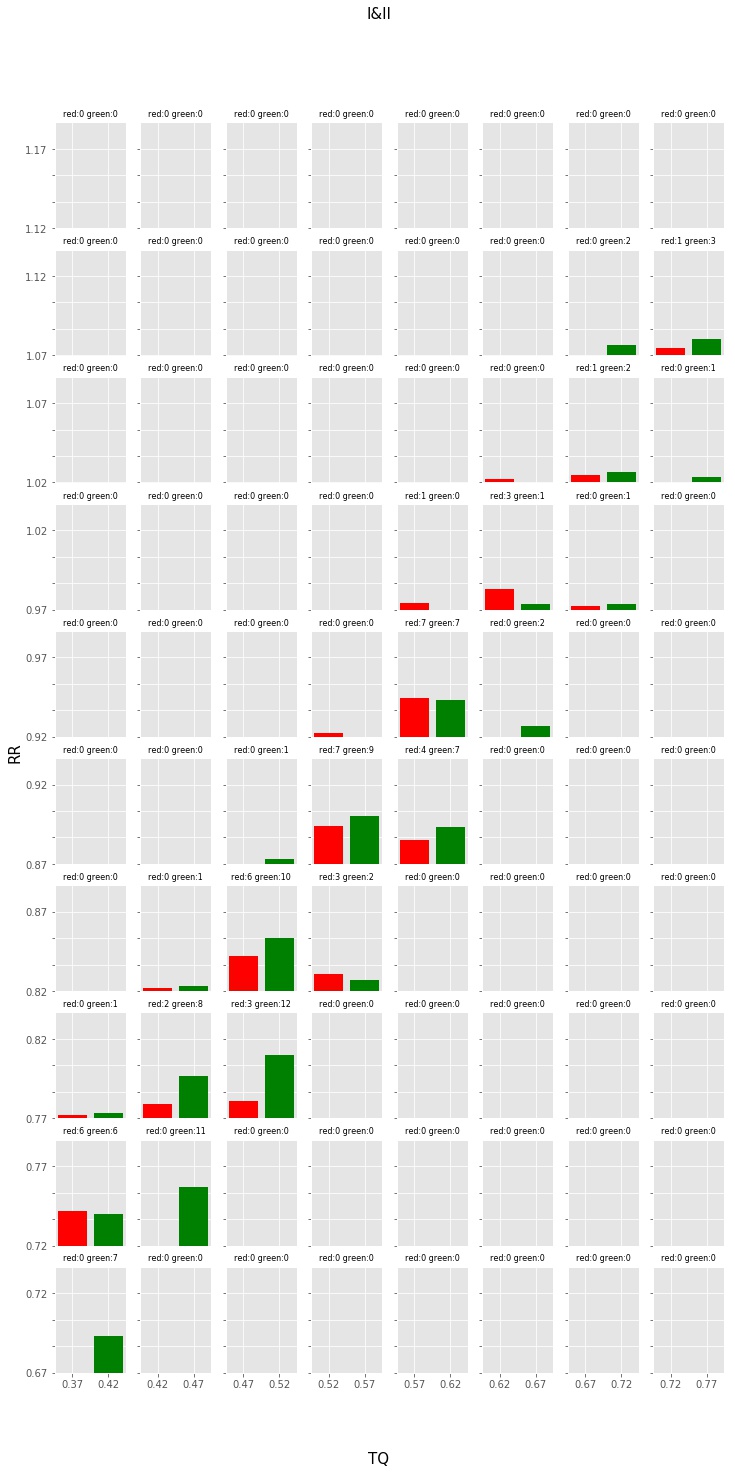 I&II
red:0 green:0 red:0 green:0 red:0 green:0 red:0 green:0 red:0 green:0 red:0 green:0 red:0 green:0 red:0 green:0
1.17
1.12
red:0 green:0 red:0 green:0 red:0 green:0 red:0 green:0 red:0 green:0 red:0 green:0 red:0 green:2 red:1 green:3
1.12
1.07
red:0 green:0 red:0 green:0 red:0 green:0 red:0 green:0 red:0 green:0 red:0 green:0 red:1 green:2 red:0 green:1
1.07
1.02
red:0 green:0 red:0 green:0 red:0 green:0 red:0 green:0 red:1 green:0 red:3 green:1 red:0 green:1 red:0 green:0
1.02
0.97
red:0 green:0 red:0 green:0 red:0 green:0 red:0 green:0 red:7 green:7 red:0 green:2 red:0 green:0 red:0 green:0
0.97
0.92
RR
red:0 green:0 red:0 green:0 red:0 green:1 red:7 green:9 red:4 green:7 red:0 green:0 red:0 green:0 red:0 green:0
0.92
0.87
red:0 green:0 red:0 green:1 red:6 green:10 red:3 green:2 red:0 green:0 red:0 green:0 red:0 green:0 red:0 green:0
0.87
0.82
red:0 green:1 red:2 green:8 red:3 green:12 red:0 green:0 red:0 green:0 red:0 green:0 red:0 green:0 red:0 green:0
0.82
0.77
red:6 green:6 red:0 green:11 red:0 green:0 red:0 green:0 red:0 green:0 red:0 green:0 red:0 green:0 red:0 green:0
0.77
0.72
red:0 green:7 red:0 green:0 red:0 green:0 red:0 green:0 red:0 green:0 red:0 green:0 red:0 green:0 red:0 green:0
0.72
0.67
0.37 0.42 0.42 0.47 0.47 0.52 0.52 0.57 0.57 0.62 0.62 0.67 0.67 0.72 0.72 0.77
TQ